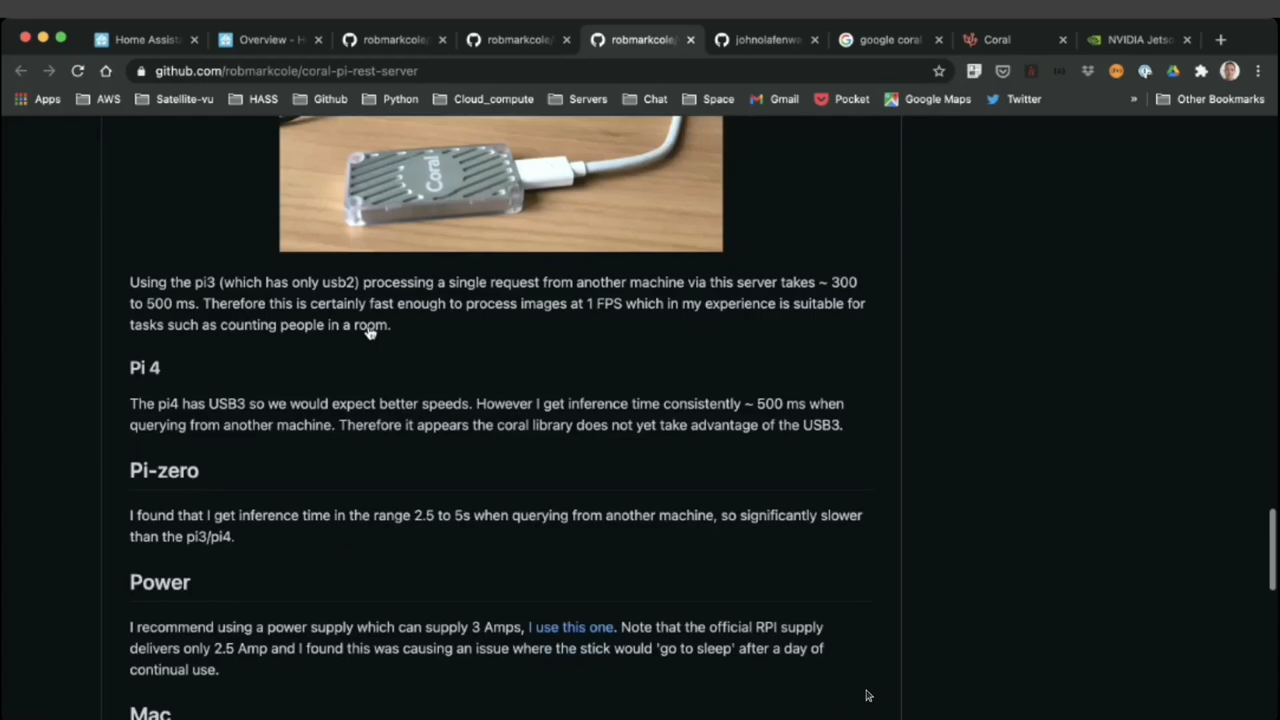 Home Assista
Overview - H
robmarkcole/
robmarkcole/
robmarkcole/
johnolafenwa
google coral
Coral
NVIDIA Jetso
github.com/robmarkcole/coral-pi-rest-server
Apps
AWS
Satellite-vu
HASS
Github
Python
Cloud_compute
Servers
Chat
Space
Gmail
Pocket
Google Maps
Twitter
»
Other Bookmarks
Coral
Using the pi3 (which has only usb2) processing a single request from another machine via this server takes ~ 300
to 500 ms. Therefore this is certainly fast enough to process images at 1 FPS which in my experience is suitable for
tasks such as counting people in a room.
Pi 4
The pi4 has USB3 so we would expect better speeds. However I get inference time consistently ~ 500 ms when
querying from another machine. Therefore it appears the coral library does not yet take advantage of the USB3.
Pi-zero
I found that I get inference time in the range 2.5 to 5s when querying from another machine, so significantly slower
than the pi3/pi4.
Power
I recommend using a power supply which can supply 3 Amps, I use this one. Note that the official RPI supply
delivers only 2.5 Amp and I found this was causing an issue where the stick would 'go to sleep' after a day of
continual use.
Mac